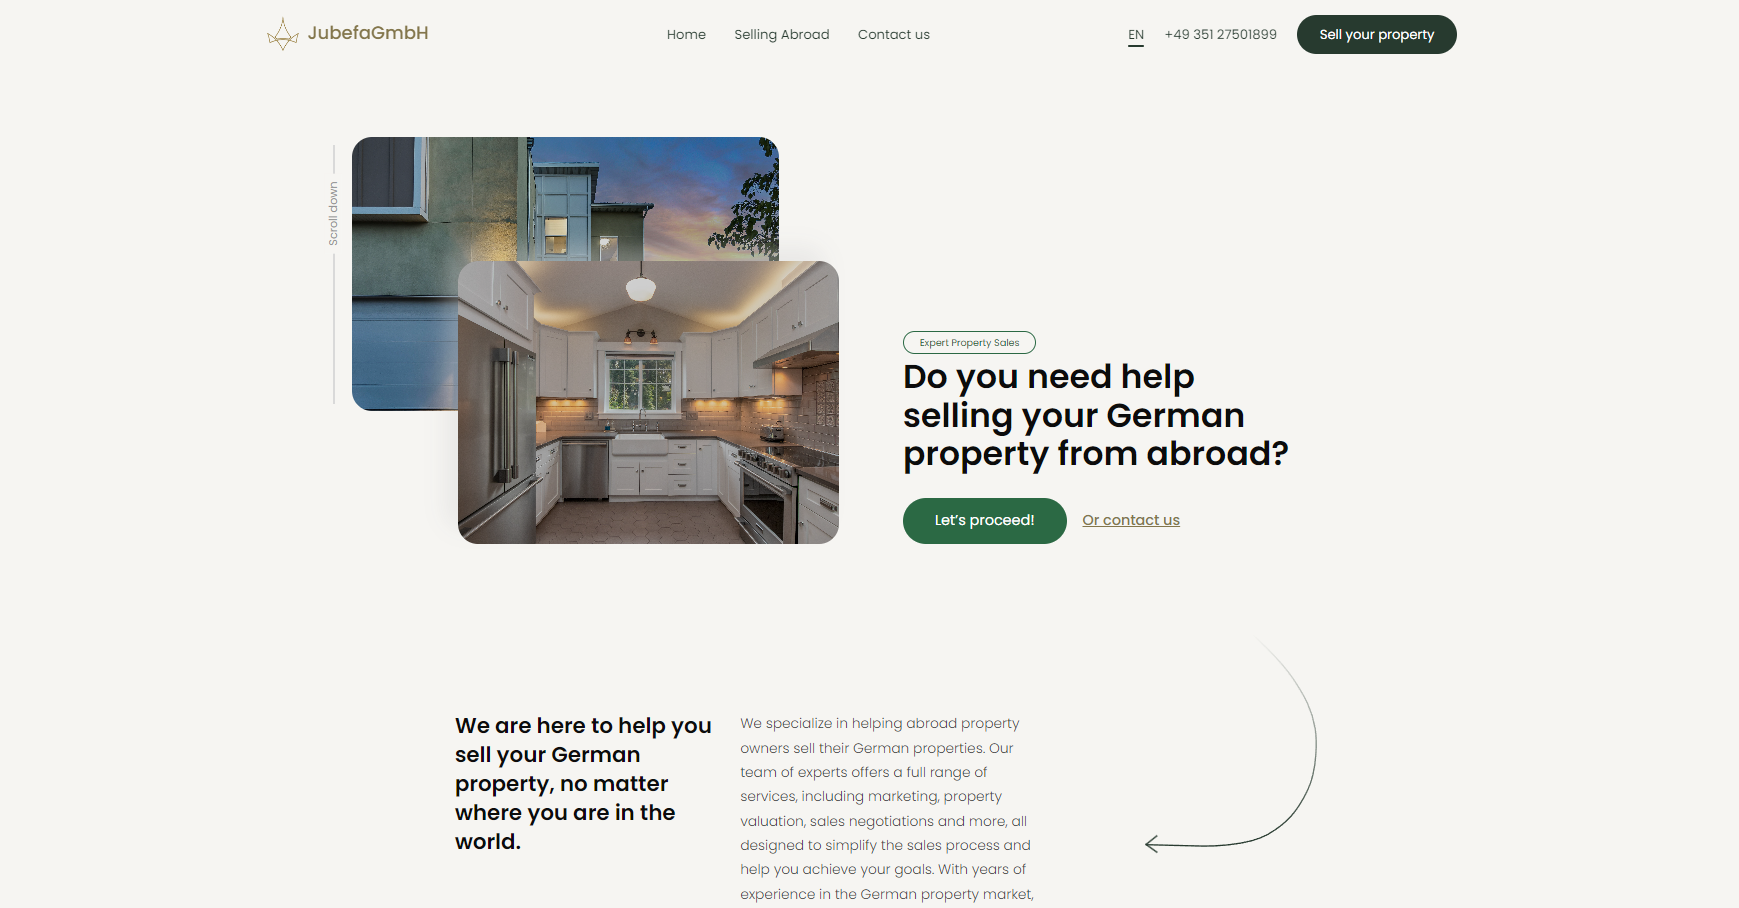 JubefaGmbH
Home
Selling Abroad
Contact us
EN
+49 351 27501899
Sell your property
Scroll down
Expert Property Sales
Do you need help
selling your German
property from abroad?
Let’s proceed!
Or contact us
We are here to help you
sell your German
property, no matter
where you are in the
world.
We specialize in helping abroad property
owners sell their German properties. Our
team of experts offers a full range of
services, including marketing, property
valuation, sales negotiations and more, all
designed to simplify the sales process and
help you achieve your goals. With years of
experience in the German property market,